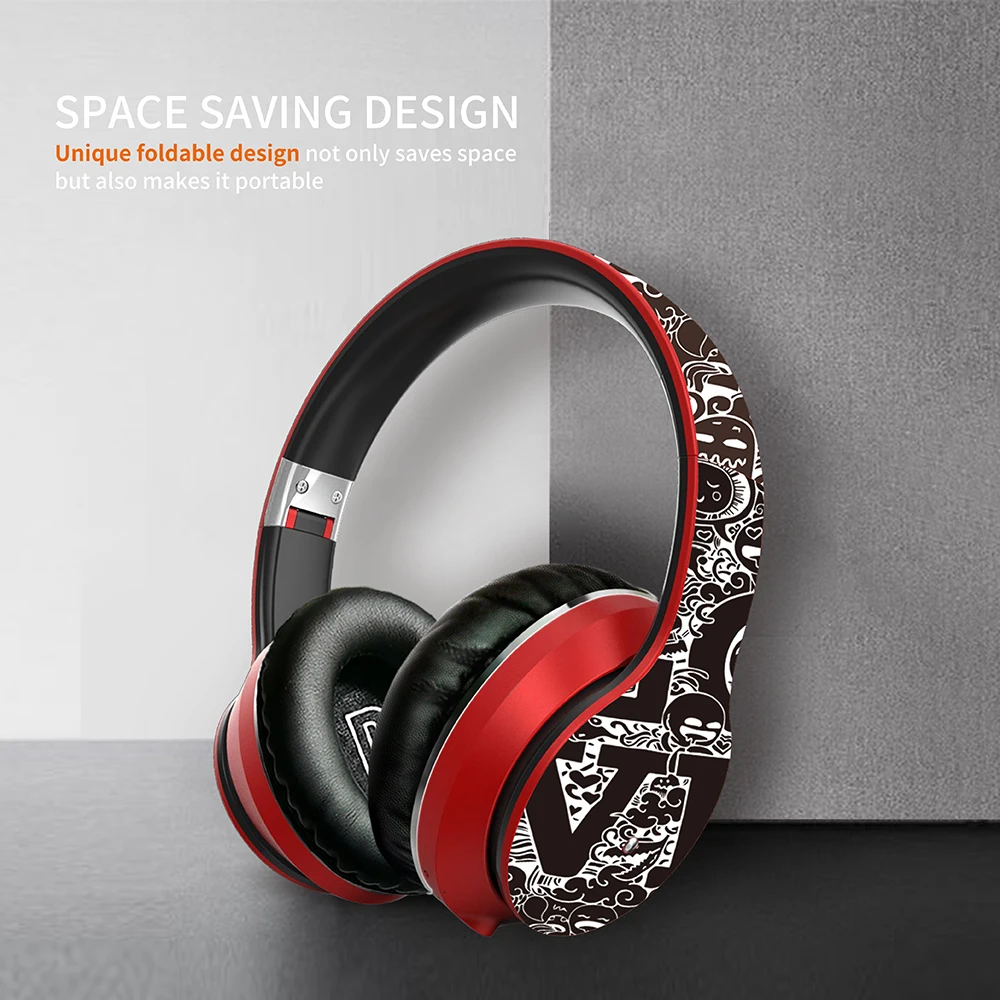 SPACE SAVING DESIGN
Unique foldable design not only saves space
but also makes it portable